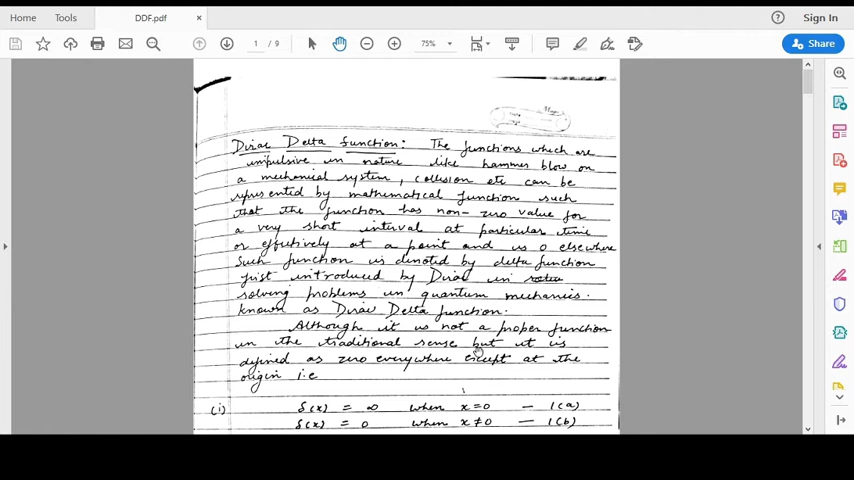 Home Tools DDF.pdf × Sign In
1 / 9 75% Share
Dirac Delta function: The functions which are
impulsive in nature like hammer blow on
a mechanical system, collision etc can be
represented by mathematical function such
that the function has non-zero value for
a very short interval at particular time
or effectively at a point and is 0 elsewhere
Such function is denoted by delta function
first introduced by Dirac in
solving problems in quantum mechanics.
known as Dirac Delta function.
Although it is not a proper function
in the traditional sense but it is
defined as zero everywhere except at the
origin i.e
(i) δ(x) = ∞ when x=0 — 1(a)
δ(x) = 0 when x≠0 — 1(b)